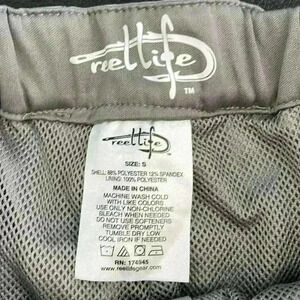 reel life
TM
reel life
SIZE: S
SHELL: 88% POLYESTER 12% SPANDEX
LINING: 100% POLYESTER
MADE IN CHINA
MACHINE WASH COLD
WITH LIKE COLORS
USE ONLY NON-CHLORINE
BLEACH WHEN NEEDED
DO NOT USE SOFTENERS
REMOVE PROMPTLY
TUMBLE DRY LOW
COOL IRON IF NEEDED
RN: 174945
www.reellifegear.com